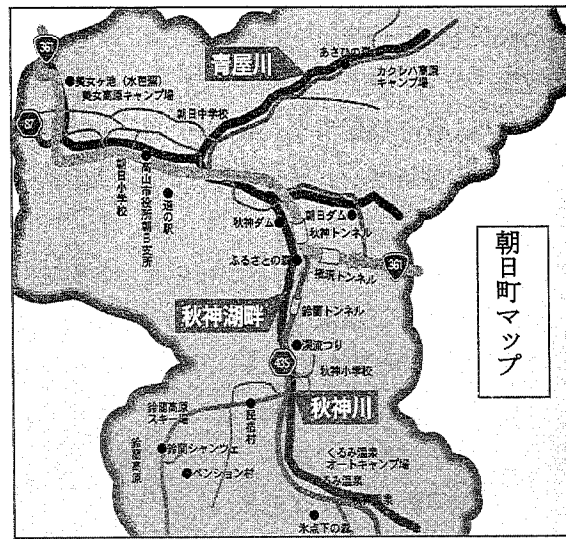 361
あさひの森
青屋川
カクシハ高原
キャンプ場
美女ヶ池（水芭蕉）
美女高原キャンプ場
朝日中学校
朝日小学校
高山市役所朝日支所
道の駅
秋神ダム
朝日ダム
秋神トンネル
ふるさとの森
361
トンネル
朝日町マップ
鈴蘭トンネル
秋神湖畔
渓流つり
435
秋神小学校
鈴蘭高原
スキー場
民宿村
秋神川
鈴蘭高原
鈴蘭シャンツェ
ペンション村
くるみ温泉
オートキャンプ場
くるみ温泉
氷点下の森